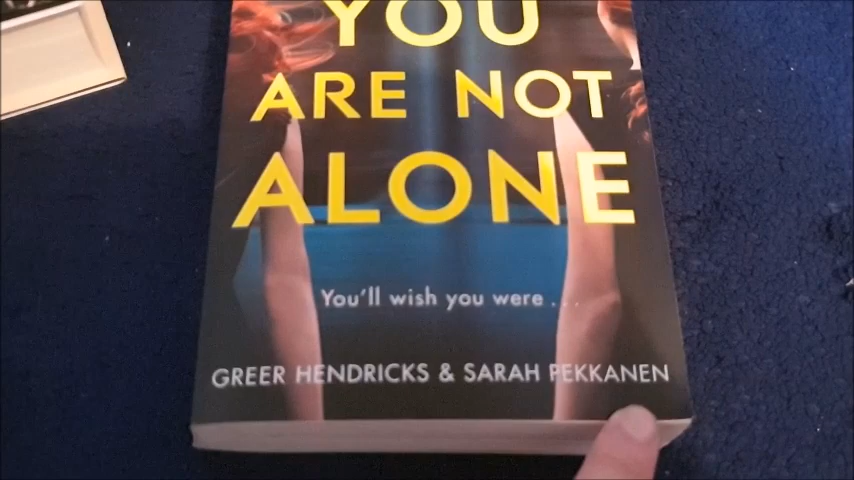 YOU
ARE NOT
ALONE
You'll wish you were...
GREER HENDRICKS & SARAH PEKKANEN